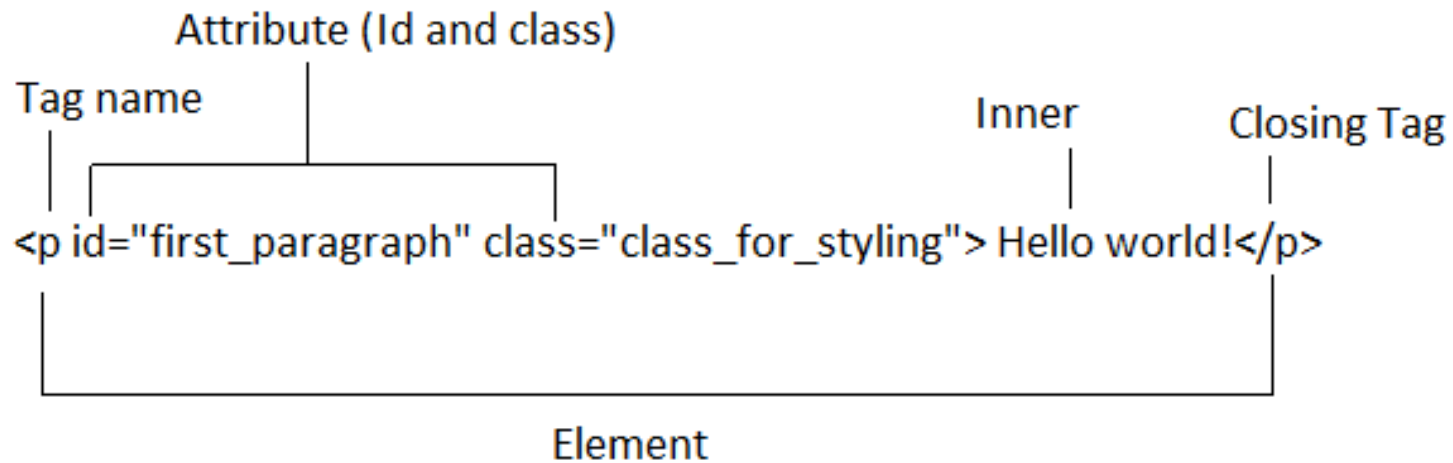 Attribute (Id and class)
Tag name
Inner
Closing Tag
<p id="first_paragraph" class="class_for_styling"> Hello world!</p>
Element